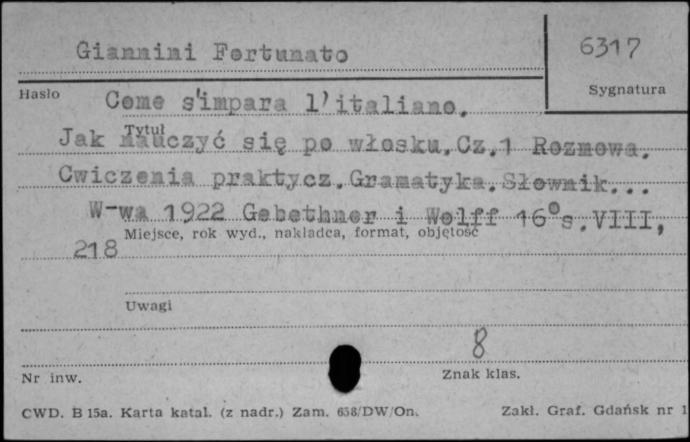 Giannini Fortunato
6317
Hasło
Sygnatura
Come s'impara l'italiano.
Tytuł
Jak nauczyć się po włosku.Cz.1 Rozmowa.
Cwiczenia praktycz.Gramatyka.Słownik...
W-wa 1922 Gebethner i Wolff 16°s.VIII,
Miejsce, rok wyd., nakładca, format, objętość
218
Uwagi
8
Nr inw.
Znak klas.
CWD. B 15a. Karta katal. (z nadr.) Zam. 658/DW/On.
Zakł. Graf. Gdańsk nr 1